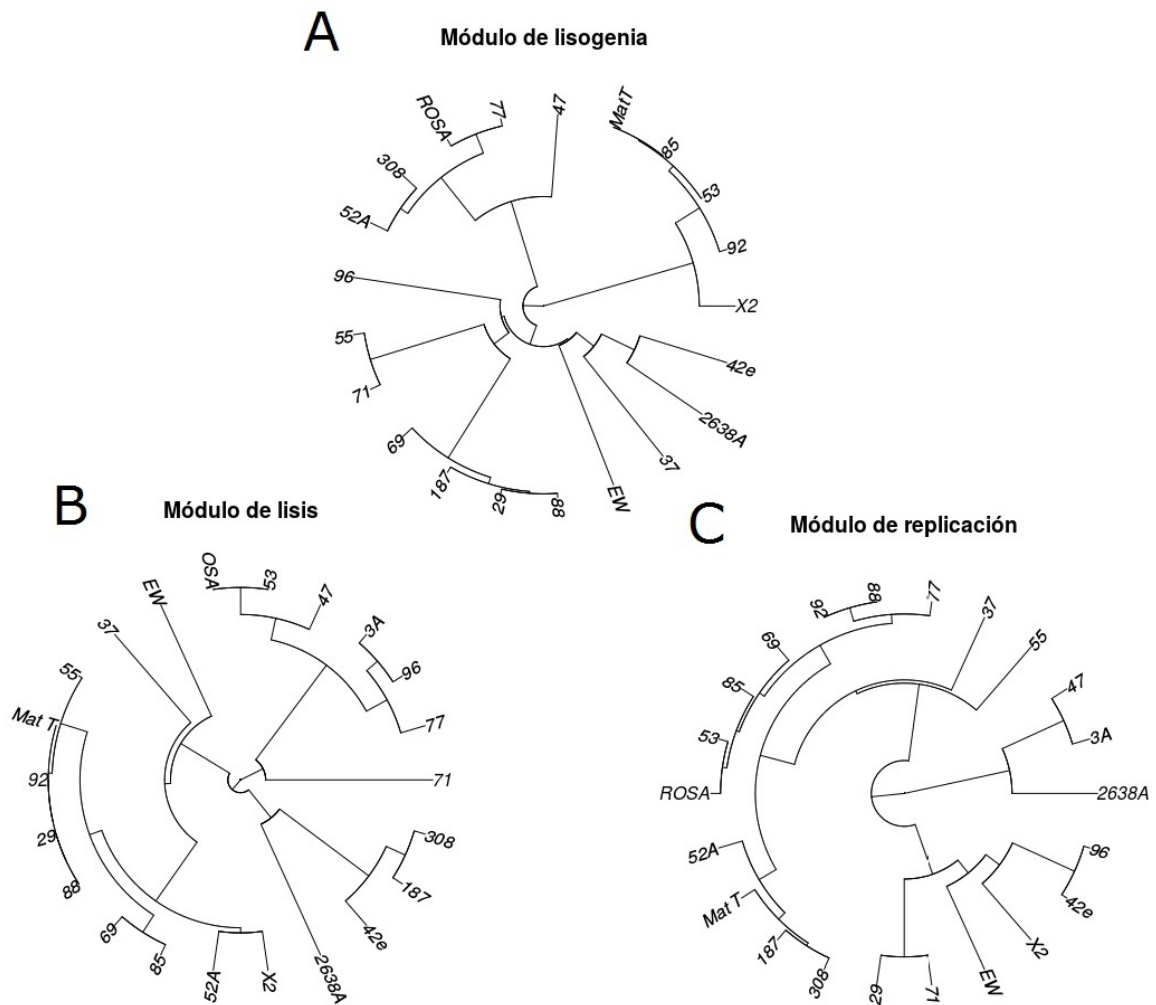 A
Módulo de lisogenia
MatT
85
53
92
X2
42e
2638A
37
EW
88
29
187
69
71
55
96
52A
308
ROSA
77
47
B
Módulo de lisis
OSA
53
47
3A
96
77
71
308
187
42e
2638A
X2
52A
85
69
88
29
92
Mat T
55
37
EW
C
Módulo de replicación
92
88
77
37
55
47
3A
2638A
96
42e
X2
EW
71
29
308
187
Mat T
52A
ROSA
53
85
69